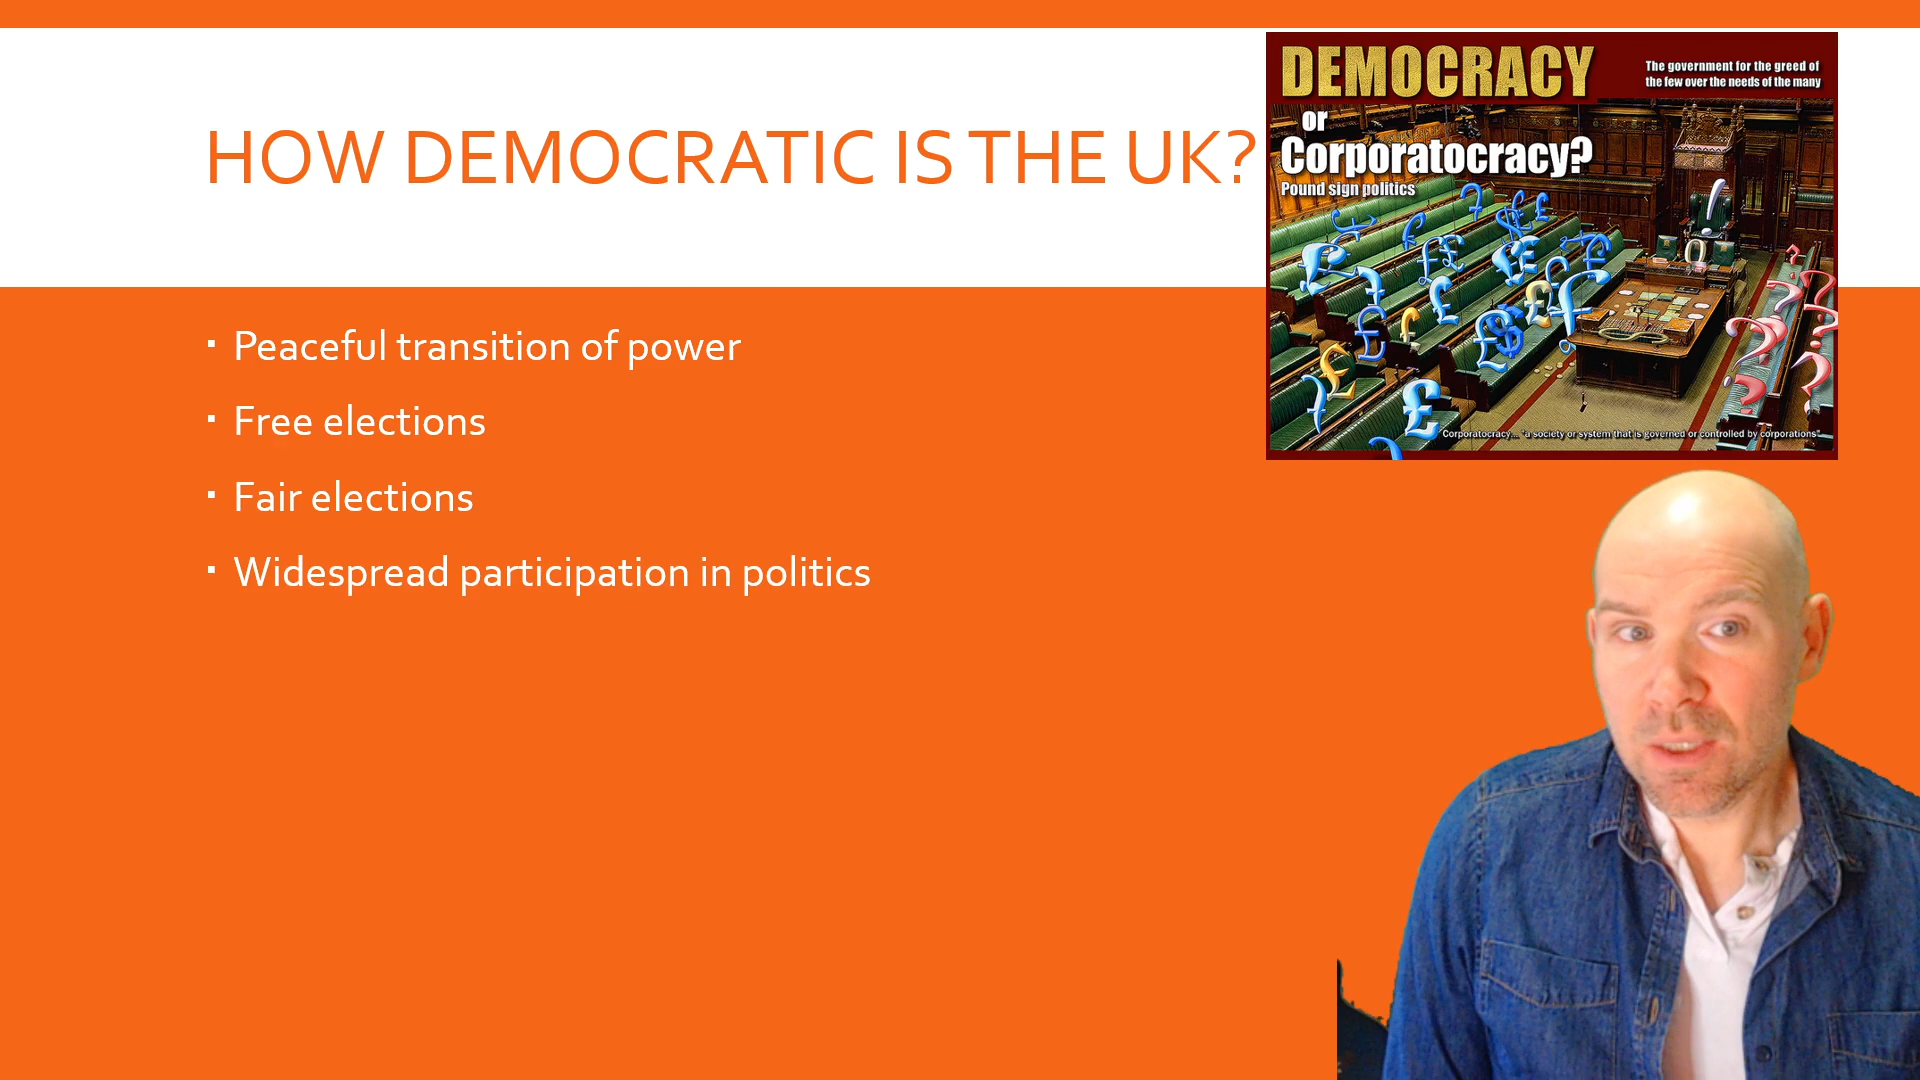 HOW DEMOCRATIC IS THE UK?
DEMOCRACY
or
Corporatocracy?
Pound sign politics
The government for the greed of
the few over the needs of the many
Corporatocracy... "a society or system that is governed or controlled by corporations"
▪ Peaceful transition of power
▪ Free elections
▪ Fair elections
▪ Widespread participation in politics